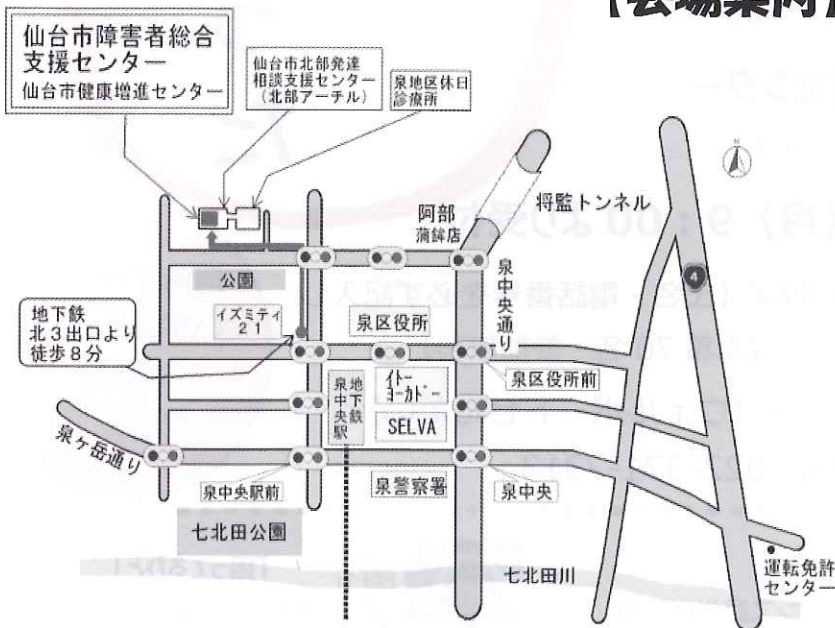 【会場案内】
仙台市障害者総合
支援センター
仙台市健康増進センター
仙台市北部発達
相談支援センター
(北部アーチル)
泉地区休日
診療所
N
将監トンネル
阿部
蒲鉾店
泉中央通り
4
公園
地下鉄
北3出口より
徒歩8分
イズミティ
21
泉区役所
泉区役所前
イトー
ヨーカドー
地下鉄
泉中央駅
SELVA
泉ヶ岳通り
泉中央駅前
泉警察署
泉中央
七北田公園
七北田川
運転免許
センター